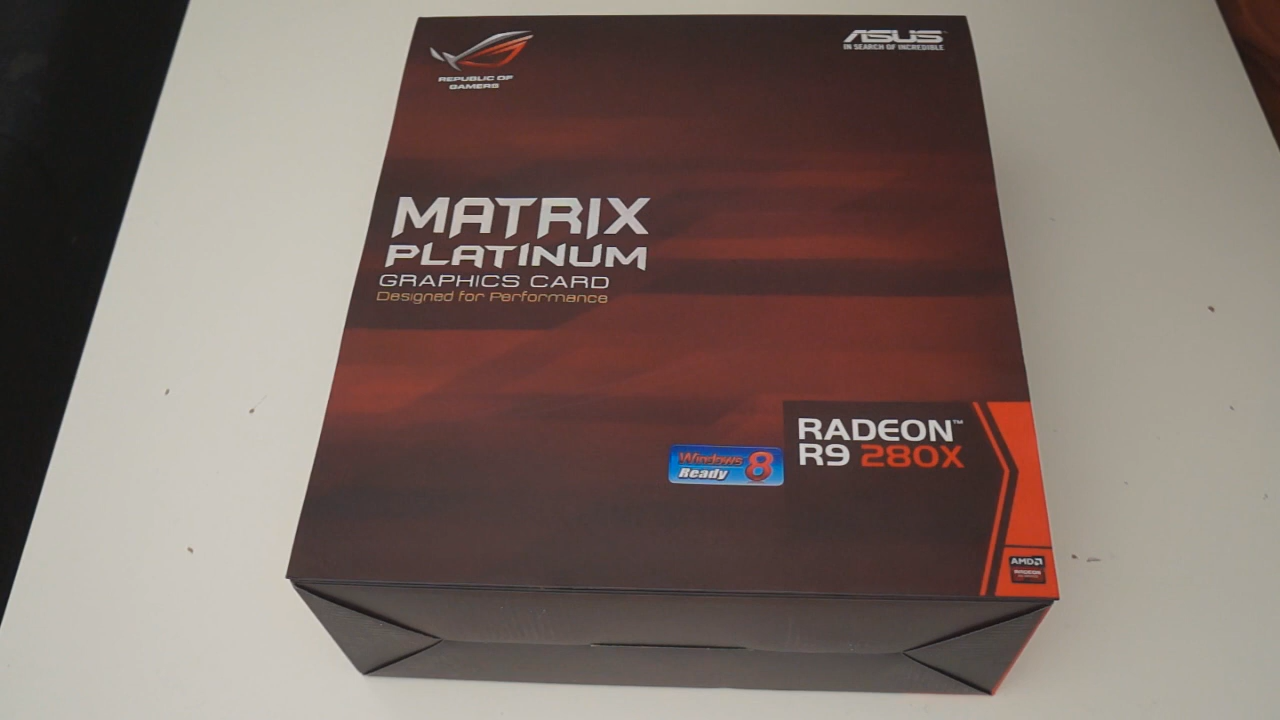 REPUBLIC OF
GAMERS
ASUS
IN SEARCH OF INCREDIBLE
MATRIX
PLATINUM
GRAPHICS CARD
Designed for Performance
Windows 8
Ready
RADEON™
R9 280X
AMD
RADEON